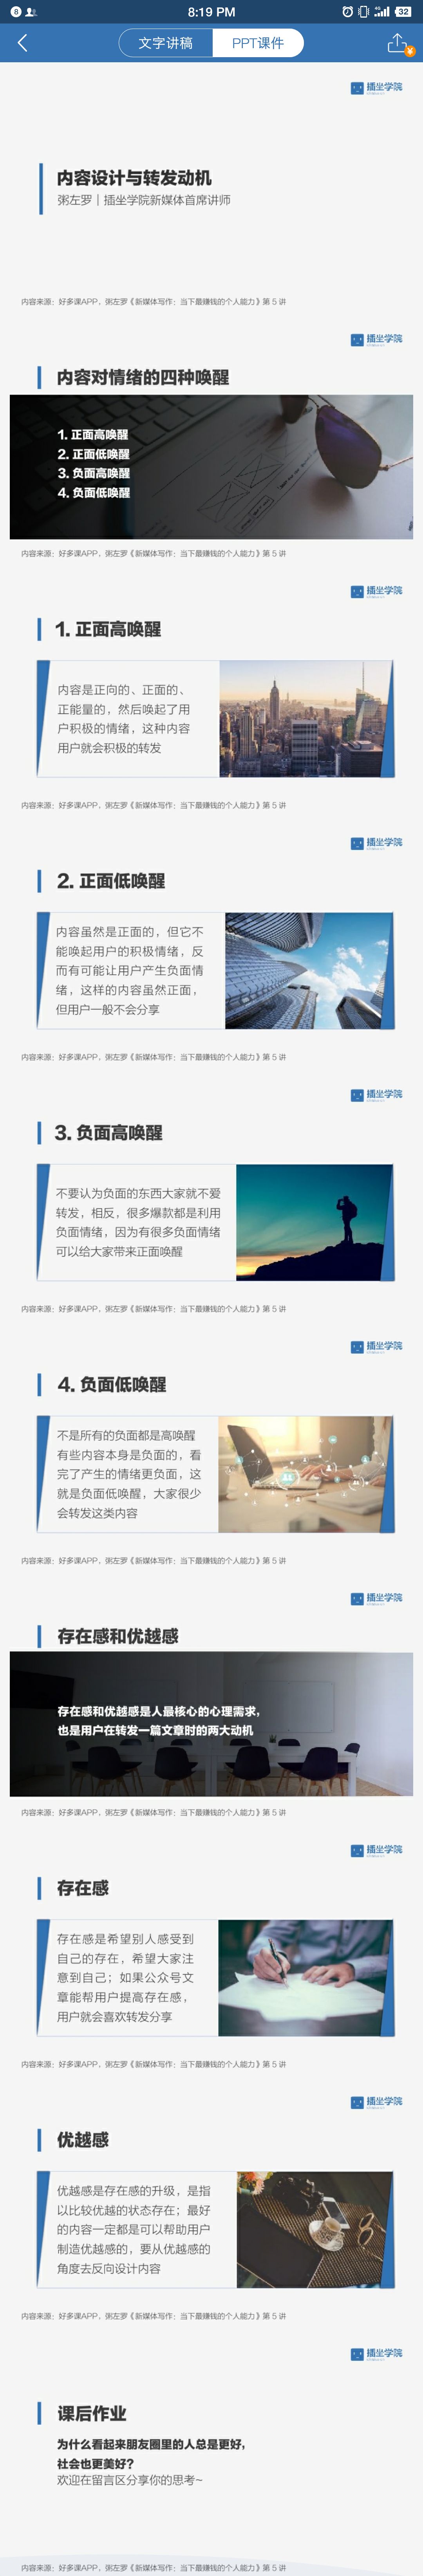 8:19 PM
32
文字讲稿
PPT课件
插坐学院
内容设计与转发动机
粥左罗｜插坐学院新媒体首席讲师
内容来源：好多课APP，粥左罗《新媒体写作：当下最赚钱的个人能力》第 5 讲
插坐学院
内容对情绪的四种唤醒
1. 正面高唤醒
2. 正面低唤醒
3. 负面高唤醒
4. 负面低唤醒
内容来源：好多课APP，粥左罗《新媒体写作：当下最赚钱的个人能力》第 5 讲
插坐学院
1. 正面高唤醒
内容是正向的、正面的、
正能量的，然后唤起了用
户积极的情绪，这种内容
用户就会积极的转发
内容来源：好多课APP，粥左罗《新媒体写作：当下最赚钱的个人能力》第 5 讲
插坐学院
2. 正面低唤醒
内容虽然是正面的，但它不
能唤起用户的积极情绪，反
而有可能让用户产生负面情
绪，这样的内容虽然正面，
但用户一般不会分享
内容来源：好多课APP，粥左罗《新媒体写作：当下最赚钱的个人能力》第 5 讲
插坐学院
3. 负面高唤醒
不要认为负面的东西大家就不爱
转发，相反，很多爆款都是利用
负面情绪，因为有很多负面情绪
可以给大家带来正面唤醒
内容来源：好多课APP，粥左罗《新媒体写作：当下最赚钱的个人能力》第 5 讲
插坐学院
4. 负面低唤醒
不是所有的负面都是高唤醒
有些内容本身是负面的，看
完了产生的情绪更负面，这
就是负面低唤醒，大家很少
会转发这类内容
内容来源：好多课APP，粥左罗《新媒体写作：当下最赚钱的个人能力》第 5 讲
插坐学院
存在感和优越感
存在感和优越感是人最核心的心理需求，
也是用户在转发一篇文章时的两大动机
内容来源：好多课APP，粥左罗《新媒体写作：当下最赚钱的个人能力》第 5 讲
插坐学院
存在感
存在感是希望别人感受到
自己的存在，希望大家注
意到自己；如果公众号文
章能帮用户提高存在感，
用户就会喜欢转发分享
内容来源：好多课APP，粥左罗《新媒体写作：当下最赚钱的个人能力》第 5 讲
插坐学院
优越感
优越感是存在感的升级，是指
以比较优越的状态存在；最好
的内容一定都是可以帮助用户
制造优越感的，要从优越感的
角度去反向设计内容
内容来源：好多课APP，粥左罗《新媒体写作：当下最赚钱的个人能力》第 5 讲
插坐学院
课后作业
为什么看起来朋友圈里的人总是更好，
社会也更美好？
欢迎在留言区分享你的思考~
内容来源：好多课APP，粥左罗《新媒体写作：当下最赚钱的个人能力》第 5 讲